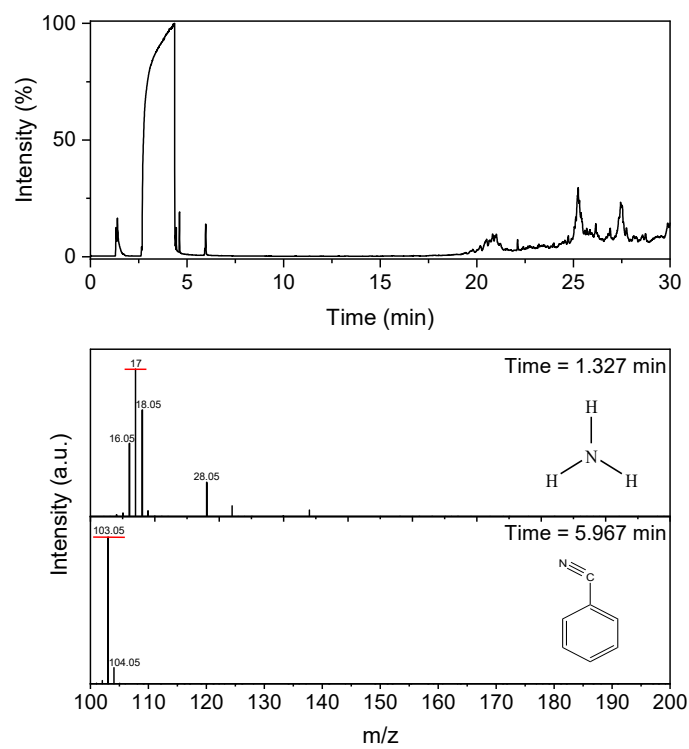 100
50
0
Intensity (%)
0 5 10 15 20 25 30
Time (min)
Time = 1.327 min
17
18.05
16.05
28.05
H
N
H H
Intensity (a.u.)
103.05
Time = 5.967 min
104.05
N
C
100 110 120 130 140 150 160 170 180 190 200
m/z